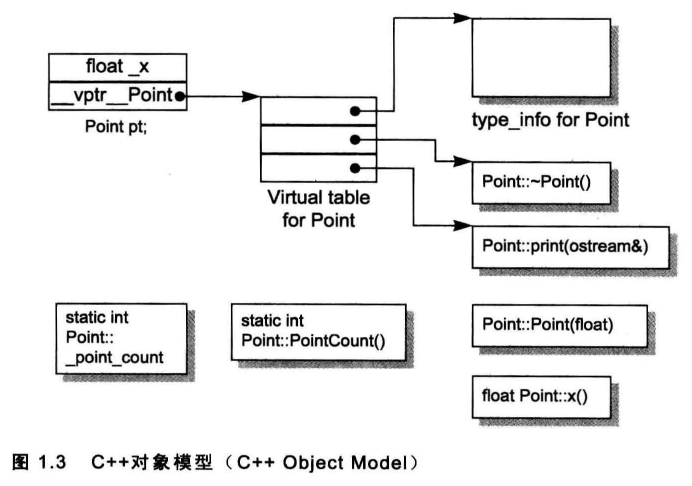 float _x
__vptr__Point
Point pt;
Virtual table
for Point
type_info for Point
Point::~Point()
Point::print(ostream&)
static int
Point::
_point_count
static int
Point::PointCount()
Point::Point(float)
float Point::x()
图 1.3 C++对象模型（C++ Object Model）